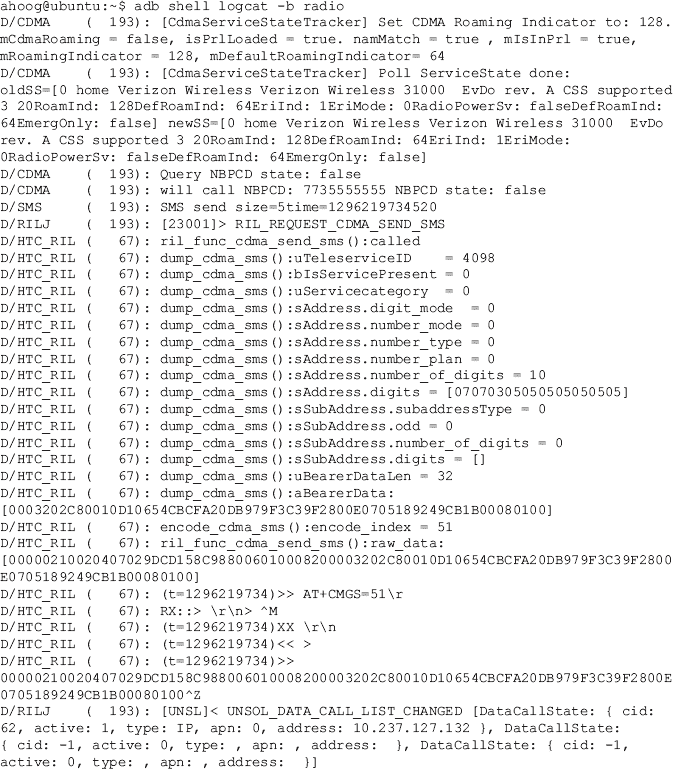 ahoog@ubuntu:~$ adb shell logcat -b radio
D/CDMA    (  193): [CdmaServiceStateTracker] Set CDMA Roaming Indicator to: 128.
mCdmaRoaming = false, isPrlLoaded = true. namMatch = true , mIsInPrl = true,
mRoamingIndicator = 128, mDefaultRoamingIndicator= 64
D/CDMA    (  193): [CdmaServiceStateTracker] Poll ServiceState done:
oldSS=[0 home Verizon Wireless Verizon Wireless 31000  EvDo rev. A CSS supported
3 20RoamInd: 128DefRoamInd: 64EriInd: 1EriMode: 0RadioPowerSv: falseDefRoamInd:
64EmergOnly: false] newSS=[0 home Verizon Wireless Verizon Wireless 31000  EvDo
rev. A CSS supported 3 20RoamInd: 128DefRoamInd: 64EriInd: 1EriMode:
0RadioPowerSv: falseDefRoamInd: 64EmergOnly: false]
D/CDMA    (  193): Query NBPCD state: false
D/CDMA    (  193): will call NBPCD: 7735555555 NBPCD state: false
D/SMS     (  193): SMS send size=5time=1296219734520
D/RILJ    (  193): [23001]> RIL_REQUEST_CDMA_SEND_SMS
D/HTC_RIL (   67): ril_func_cdma_send_sms():called
D/HTC_RIL (   67): dump_cdma_sms():uTeleserviceID    = 4098
D/HTC_RIL (   67): dump_cdma_sms():bIsServicePresent = 0
D/HTC_RIL (   67): dump_cdma_sms():uServicecategory  = 0
D/HTC_RIL (   67): dump_cdma_sms():sAddress.digit_mode  = 0
D/HTC_RIL (   67): dump_cdma_sms():sAddress.number_mode = 0
D/HTC_RIL (   67): dump_cdma_sms():sAddress.number_type = 0
D/HTC_RIL (   67): dump_cdma_sms():sAddress.number_plan = 0
D/HTC_RIL (   67): dump_cdma_sms():sAddress.number_of_digits = 10
D/HTC_RIL (   67): dump_cdma_sms():sAddress.digits = [07070305050505050505]
D/HTC_RIL (   67): dump_cdma_sms():sSubAddress.subaddressType = 0
D/HTC_RIL (   67): dump_cdma_sms():sSubAddress.odd = 0
D/HTC_RIL (   67): dump_cdma_sms():sSubAddress.number_of_digits = 0
D/HTC_RIL (   67): dump_cdma_sms():sSubAddress.digits = []
D/HTC_RIL (   67): dump_cdma_sms():uBearerDataLen = 32
D/HTC_RIL (   67): dump_cdma_sms():aBearerData:
[0003202C80010D10654CBCFA20DB979F3C39F2800E0705189249CB1B00080100]
D/HTC_RIL (   67): encode_cdma_sms():encode_index = 51
D/HTC_RIL (   67): ril_func_cdma_send_sms():raw_data:
[00000210020407029DCD158C9880060100082000032​02C80010D10654CBCFA20DB979F3C39F2800
E0705189249CB1B00080100]
D/HTC_RIL (   67): (t=1296219734)>> AT+CMGS=51\r
D/HTC_RIL (   67): RX::> \r\n> ^M
D/HTC_RIL (   67): (t=1296219734)XX \r\n
D/HTC_RIL (   67): (t=1296219734)<< >
D/HTC_RIL (   67): (t=1296219734)>>
00000210020407029DCD158C988006010008200003202C80010D10654CBCFA20DB979F3C39F2800E
0705189249CB1B00080100^Z
D/RILJ    (  193): [UNSL]< UNSOL_DATA_CALL_LIST_CHANGED [DataCallState: { cid:
62, active: 1, type: IP, apn: 0, address: 10.237.127.132 }, DataCallState:
{ cid: -1, active: 0, type: , apn: , address:  }, DataCallState: { cid: -1,
active: 0, type: , apn: , address:  }]